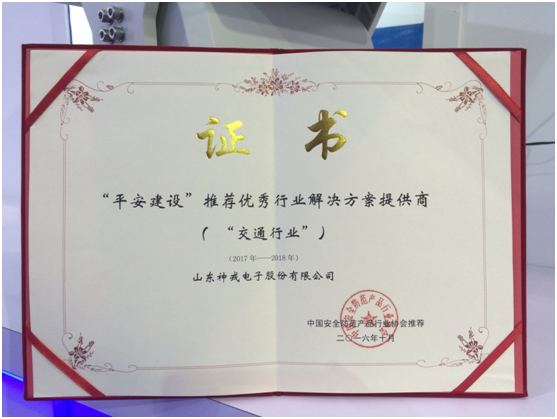 证 书
“平安建设”推荐优秀行业解决方案提供商
(“交通行业”)
(2017年——2018年)
山东神戎电子股份有限公司
中国安全防范产品行业协会推荐
二〇一六年十月